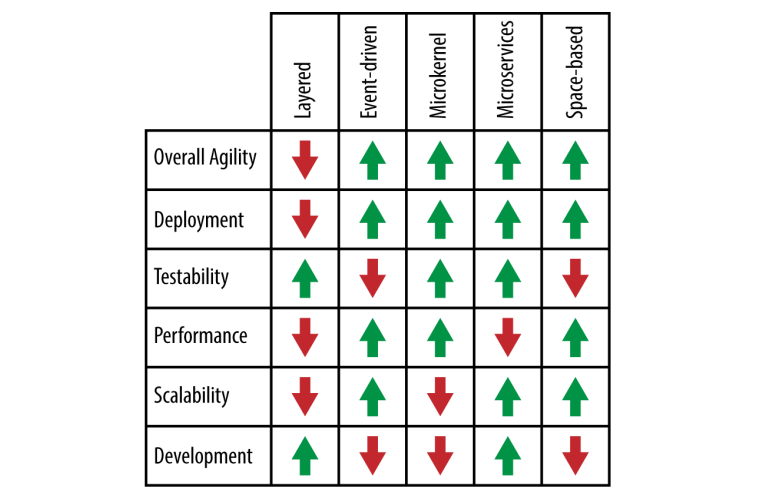 Layered
Event-driven
Microkernel
Microservices
Space-based
Overall Agility
Deployment
Testability
Performance
Scalability
Development